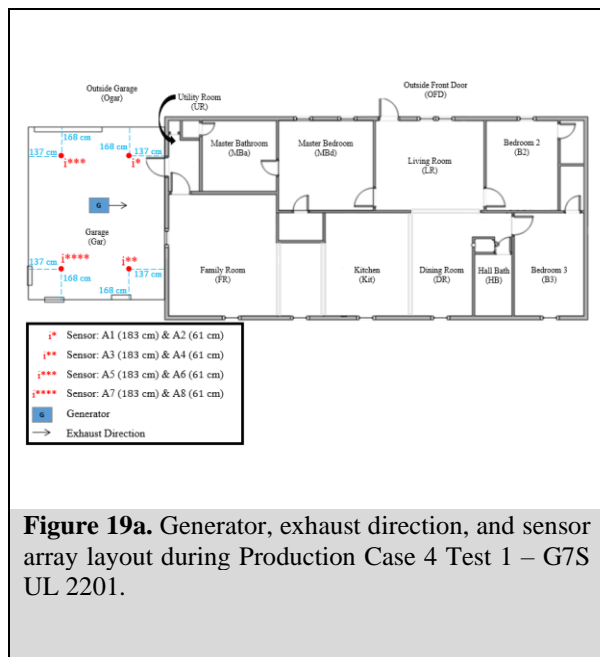 Outside Garage
(Ogar)
Utility Room
(UR)
Outside Front Door
(OFD)
168 cm
168 cm
137 cm
137 cm
i***
i*
Master Bathroom
(MBa)
Master Bedroom
(MBd)
Living Room
(LR)
Bedroom 2
(B2)
G
Garage
(Gar)
i****
i**
137 cm
137 cm
168 cm
168 cm
Family Room
(FR)
Kitchen
(Kit)
Dining Room
(DR)
Hall Bath
(HB)
Bedroom 3
(B3)
i* Sensor: A1 (183 cm) & A2 (61 cm)
i** Sensor: A3 (183 cm) & A4 (61 cm)
i*** Sensor: A5 (183 cm) & A6 (61 cm)
i**** Sensor: A7 (183 cm) & A8 (61 cm)
G Generator
Exhaust Direction
Figure 19a. Generator, exhaust direction, and sensor
array layout during Production Case 4 Test 1 – G7S
UL 2201.